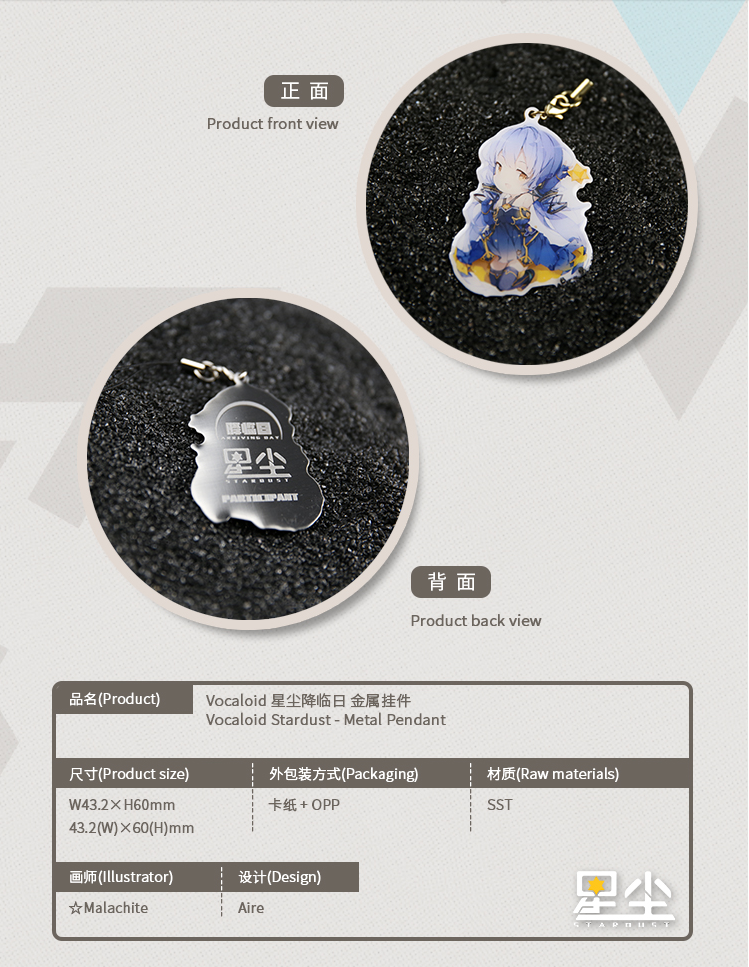 正 面
Product front view
降临日
ARRIVING DAY
星尘
STARDUST
PARTICIPANT
背 面
Product back view
品名(Product)
Vocaloid 星尘降临日 金属挂件
Vocaloid Stardust - Metal Pendant
尺寸(Product size)
外包装方式(Packaging)
材质(Raw materials)
W43.2×H60mm
43.2(W)×60(H)mm
卡纸 + OPP
SST
画师(Illustrator)
设计(Design)
☆Malachite
Aire
星尘
STARDUST